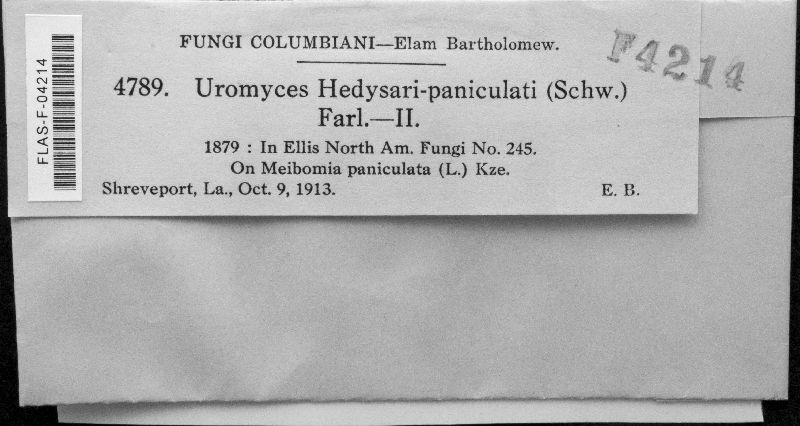 FUNGI COLUMBIANI—Elam Bartholomew.
F4214
4789. Uromyces Hedysari-paniculati (Schw.)
Farl.—II.
1879 : In Ellis North Am. Fungi No. 245.
On Meibomia paniculata (L.) Kze.
Shreveport, La., Oct. 9, 1913. E. B.
FLAS-F-04214